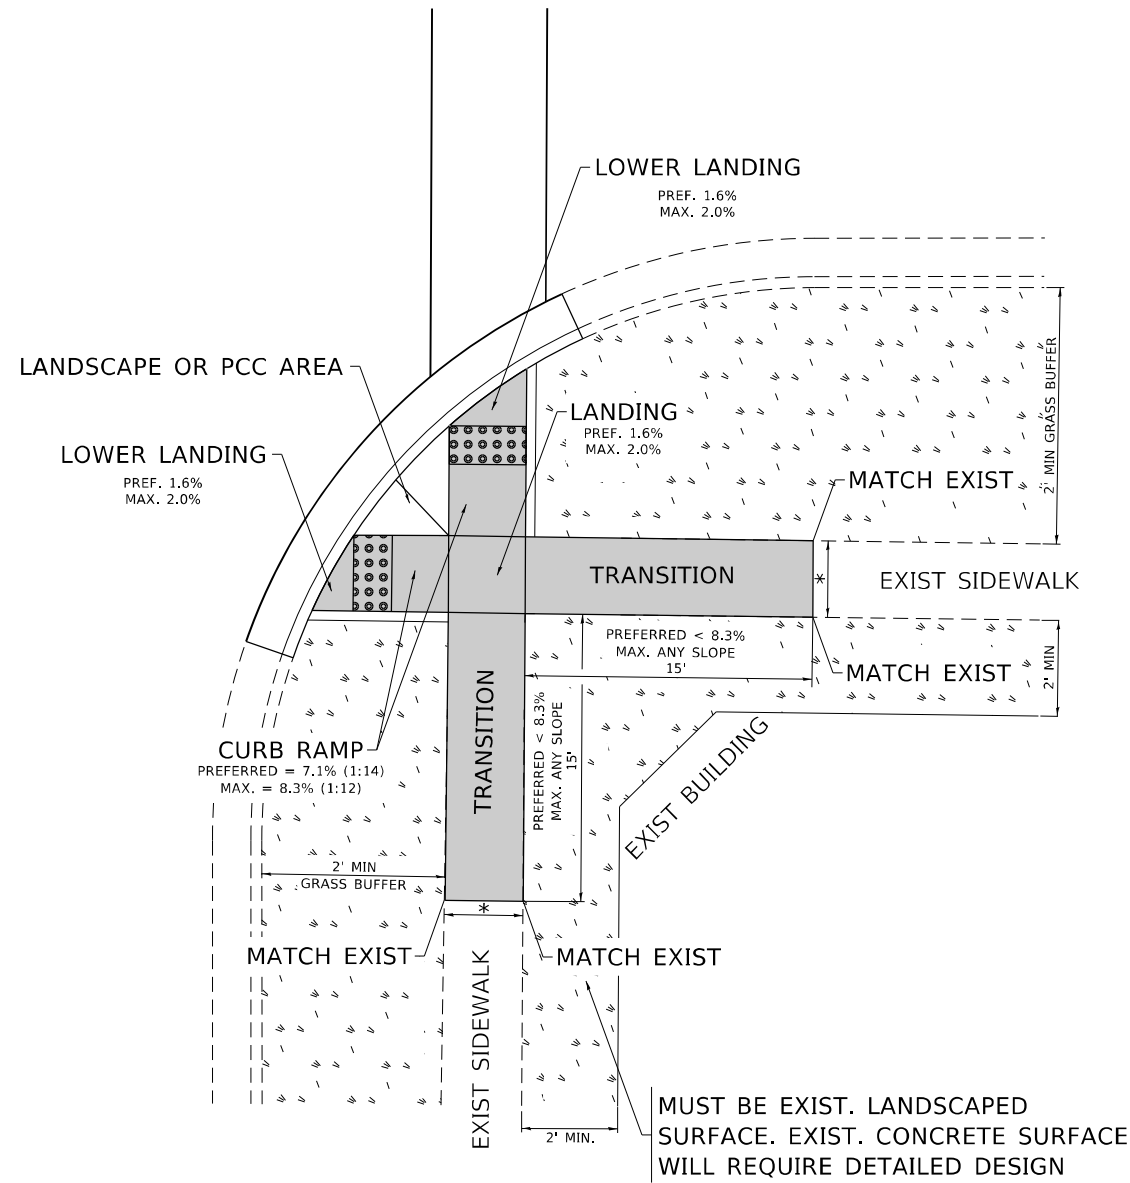 LOWER LANDING
PREF. 1.6%
MAX. 2.0%
LANDSCAPE OR PCC AREA
2' MIN GRASS BUFFER
LANDING
PREF. 1.6%
MAX. 2.0%
LOWER LANDING
PREF. 1.6%
MAX. 2.0%
MATCH EXIST
TRANSITION
*
EXIST SIDEWALK
PREFERRED < 8.3%
MAX. ANY SLOPE
15'
MATCH EXIST
2' MIN
TRANSITION
PREFERRED < 8.3%
MAX. ANY SLOPE
15'
CURB RAMP
PREFERRED = 7.1% (1:14)
MAX. = 8.3% (1:12)
EXIST BUILDING
2' MIN
GRASS BUFFER
*
MATCH EXIST
MATCH EXIST
EXIST SIDEWALK
2' MIN.
MUST BE EXIST. LANDSCAPED
SURFACE. EXIST. CONCRETE SURFACE
WILL REQUIRE DETAILED DESIGN